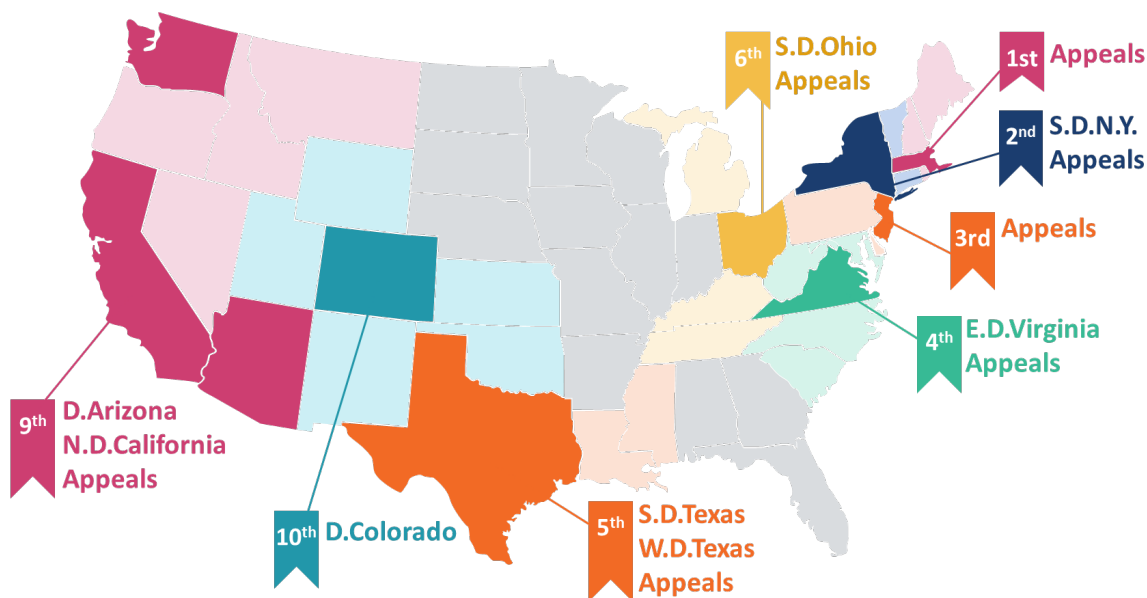 6th
S.D.Ohio
Appeals
1st
Appeals
2nd
S.D.N.Y.
Appeals
3rd
Appeals
4th
E.D.Virginia
Appeals
9th
D.Arizona
N.D.California
Appeals
10th
D.Colorado
5th
S.D.Texas
W.D.Texas
Appeals